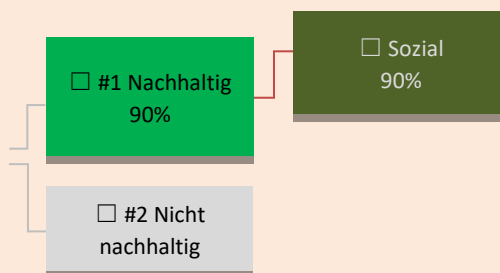 ☐ #1 Nachhaltig
90%
☐ Sozial
90%
☐ #2 Nicht
nachhaltig